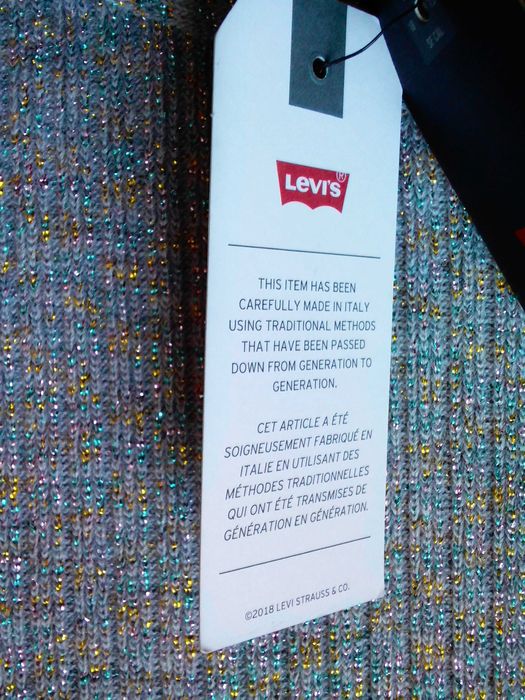 LEVI'S®
THIS ITEM HAS BEEN
CAREFULLY MADE IN ITALY
USING TRADITIONAL METHODS
THAT HAVE BEEN PASSED
DOWN FROM GENERATION TO
GENERATION.
CET ARTICLE A ÉTÉ
SOIGNEUSEMENT FABRIQUÉ EN
ITALIE EN UTILISANT DES
MÉTHODES TRADITIONNELLES
QUI ONT ÉTÉ TRANSMISES DE
GÉNÉRATION EN GÉNÉRATION.
©2018 LEVI STRAUSS & CO.